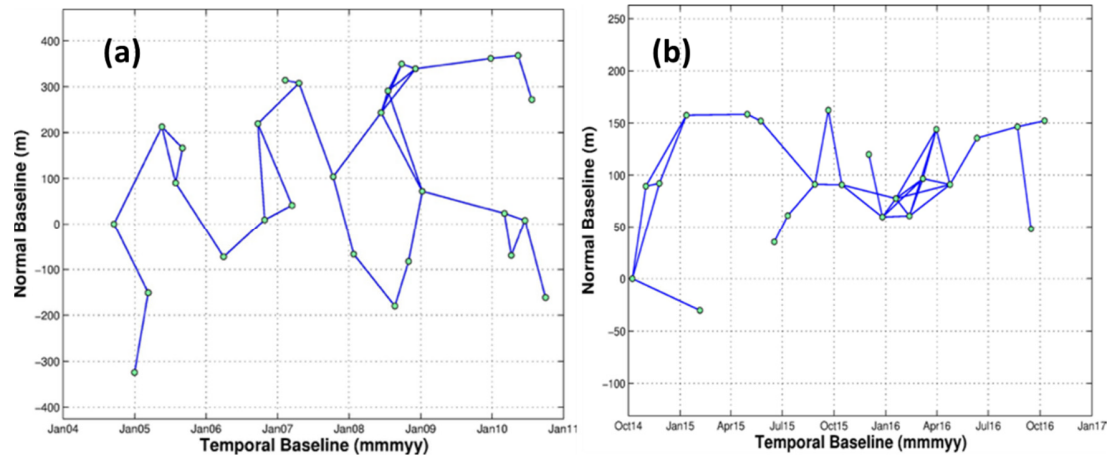 (a)
Normal Baseline (m)
400
300
200
100
0
−100
−200
−300
−400
Jan04 Jan05 Jan06 Jan07 Jan08 Jan09 Jan10 Jan11
Temporal Baseline (mmmyy)
(b)
Normal Baseline (m)
250
200
150
100
50
0
−50
−100
Oct14 Jan15 Apr15 Jul15 Oct15 Jan16 Apr16 Jul16 Oct16 Jan17
Temporal Baseline (mmmyy)